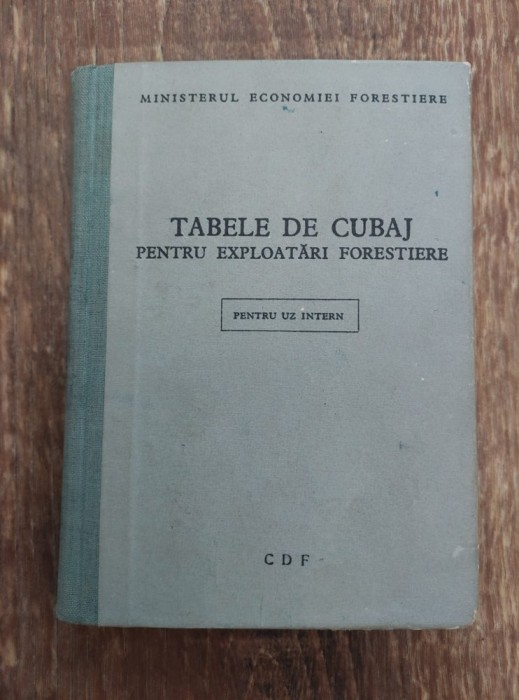 MINISTERUL ECONOMIEI FORESTIERE
TABELE DE CUBAJ
PENTRU EXPLOATĂRI FORESTIERE
PENTRU UZ INTERN
CDF